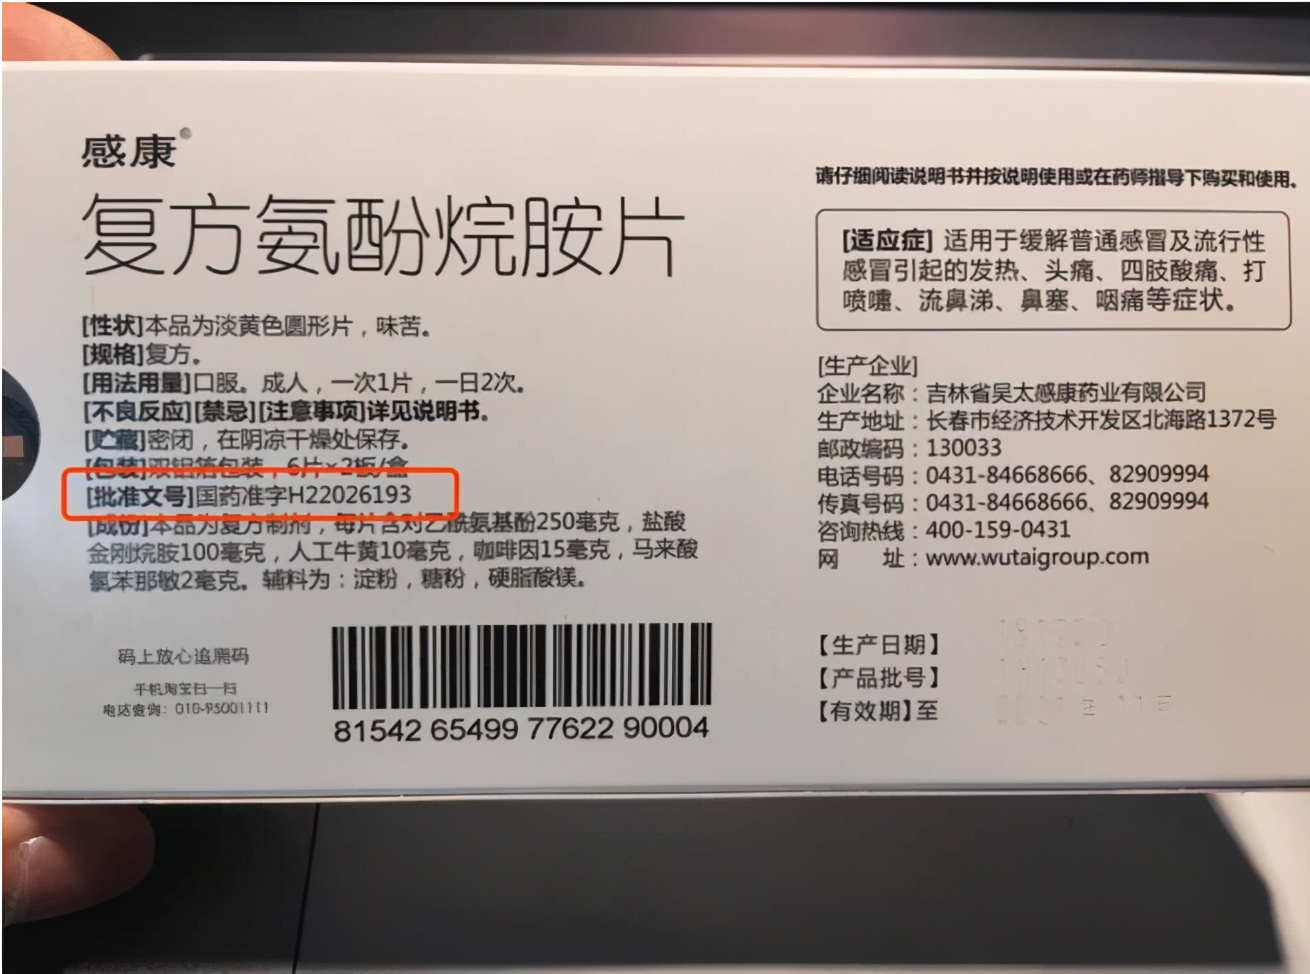 感康®
复方氨酚烷胺片
[性状]本品为淡黄色圆形片，味苦。
[规格]复方。
[用法用量]口服。成人，一次1片，一日2次。
[不良反应][禁忌][注意事项]详见说明书。
[贮藏]密闭，在阴凉干燥处保存。
[包装]双铝箔包装，6片×2板/盒
[批准文号]国药准字H22026193
[成份]本品为复方制剂，每片含对乙酰氨基酚250毫克，盐酸
金刚烷胺100毫克，人工牛黄10毫克，咖啡因15毫克，马来酸
氯苯那敏2毫克。辅料为：淀粉，糖粉，硬脂酸镁。
码上放心追溯码
手机淘宝扫一扫
电话查询：010-95001111
81542 65499 77622 90004
请仔细阅读说明书并按说明使用或在药师指导下购买和使用。
[适应症] 适用于缓解普通感冒及流行性
感冒引起的发热、头痛、四肢酸痛、打
喷嚏、流鼻涕、鼻塞、咽痛等症状。
[生产企业]
企业名称：吉林省吴太感康药业有限公司
生产地址：长春市经济技术开发区北海路1372号
邮政编码：130033
电话号码：0431-84668666、82909994
传真号码：0431-84668666、82909994
咨询热线：400-159-0431
网　　址：www.wutaigroup.com
【生产日期】
【产品批号】
【有效期】至